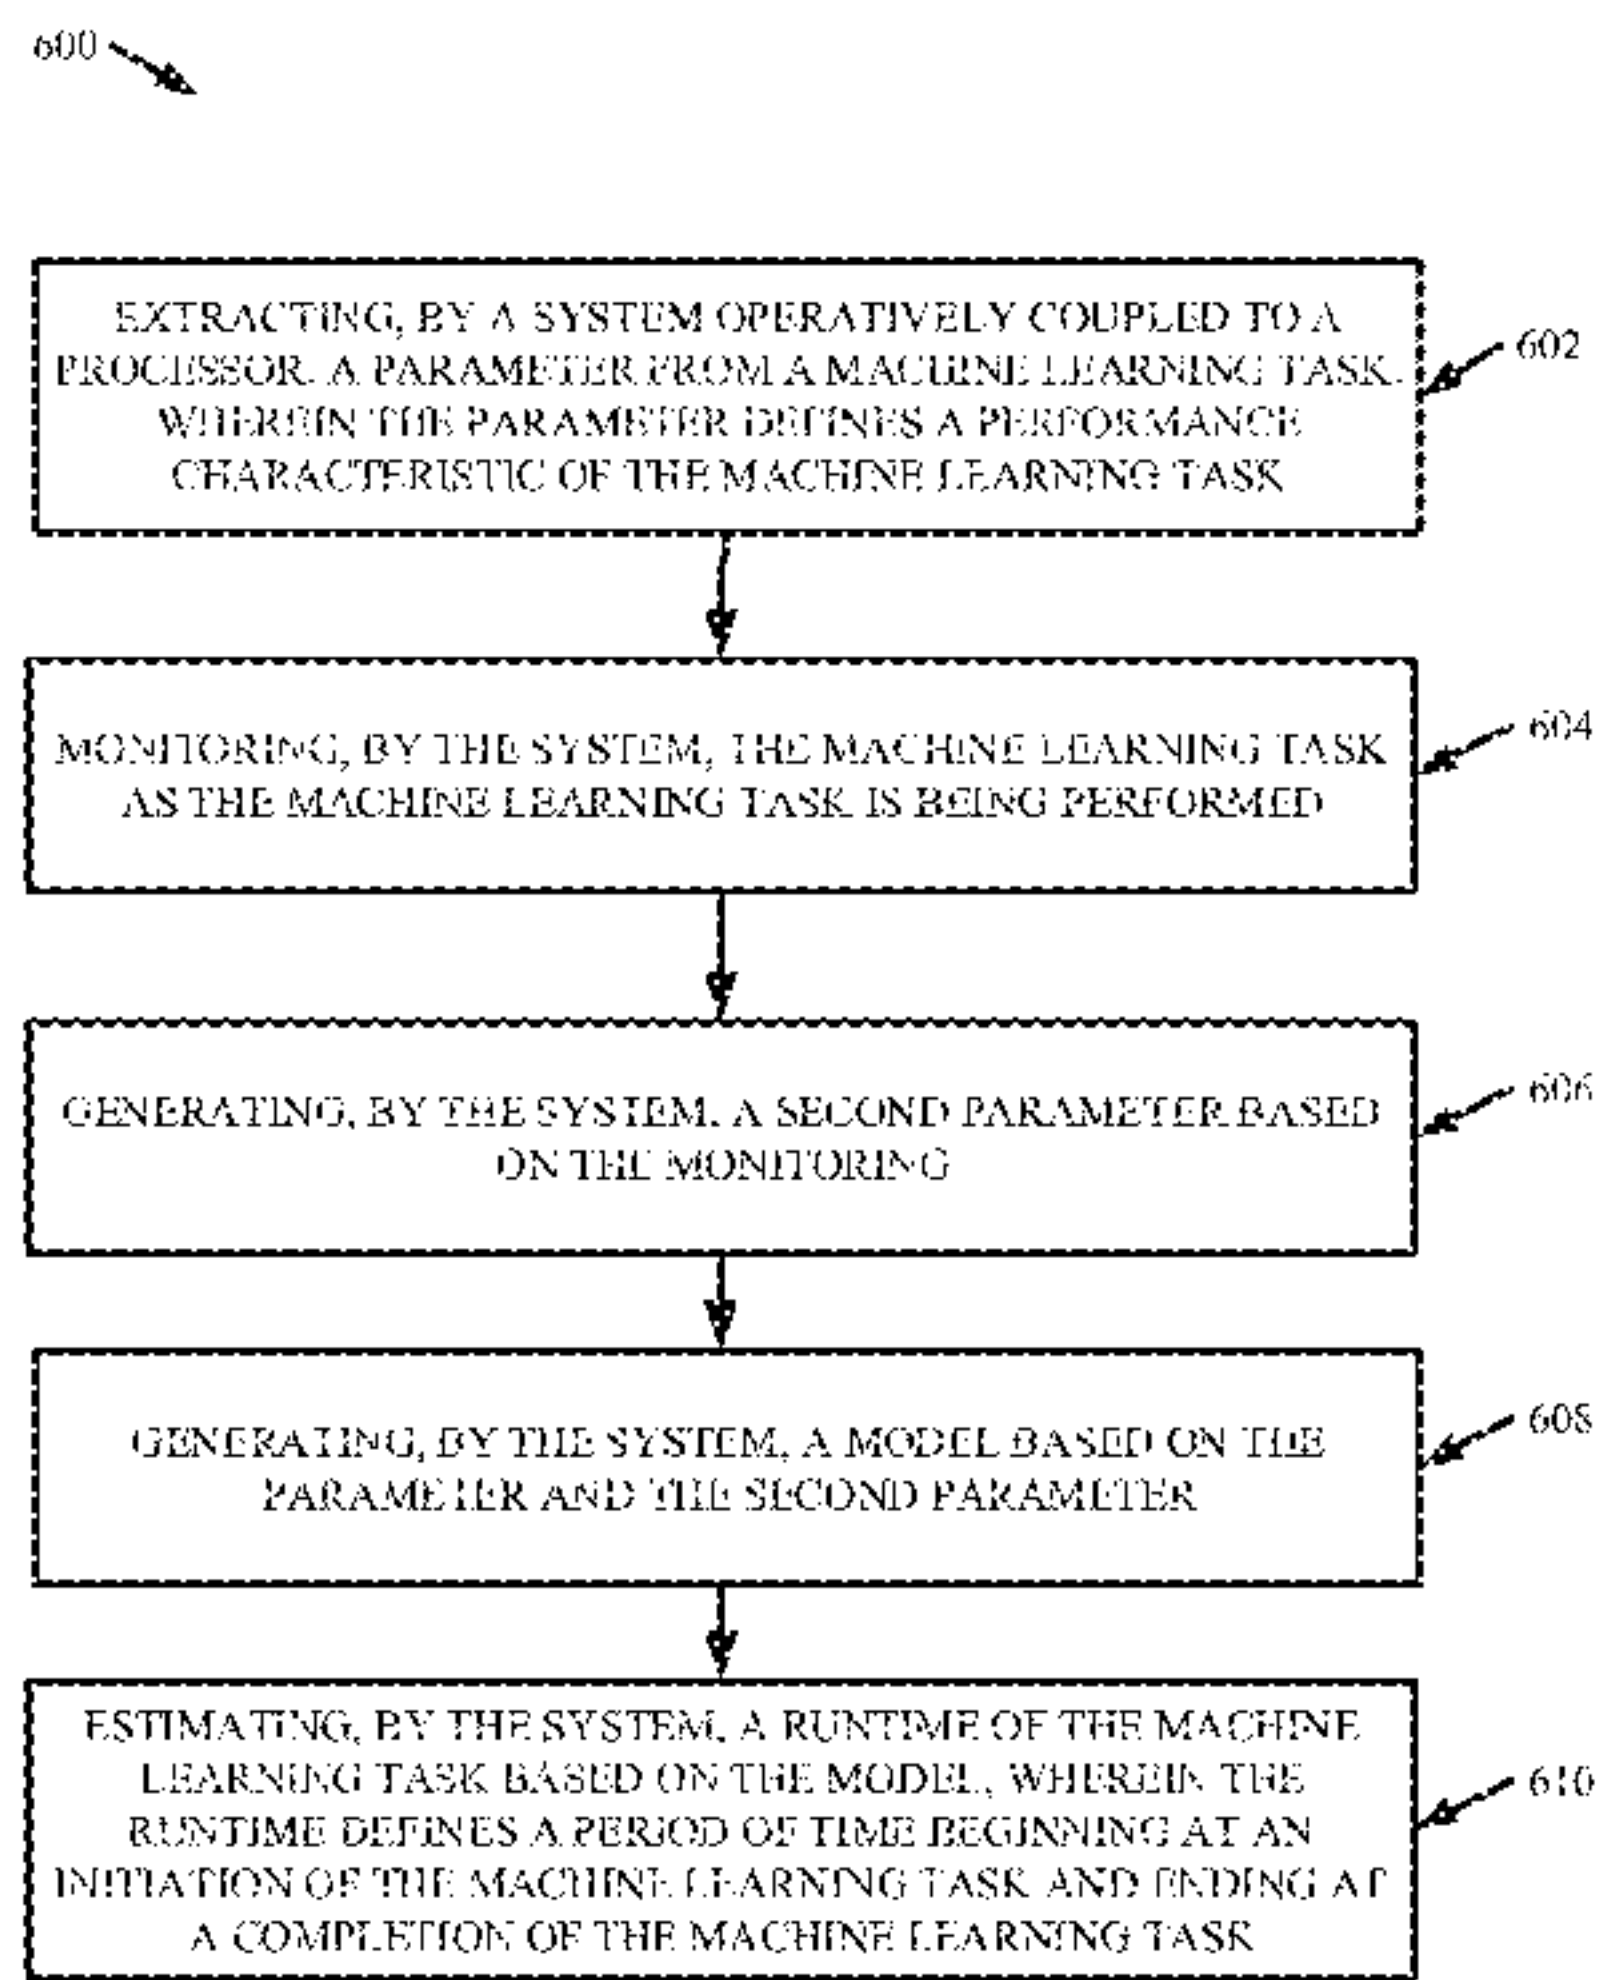 600
EXTRACTING, BY A SYSTEM OPERATIVELY COUPLED TO A
PROCESSOR, A PARAMETER FROM A MACHINE LEARNING TASK,
WHEREIN THE PARAMETER DEFINES A PERFORMANCE
CHARACTERISTIC OF THE MACHINE LEARNING TASK
602
MONITORING, BY THE SYSTEM, THE MACHINE LEARNING TASK
AS THE MACHINE LEARNING TASK IS BEING PERFORMED
604
GENERATING, BY THE SYSTEM, A SECOND PARAMETER BASED
ON THE MONITORING
606
GENERATING, BY THE SYSTEM, A MODEL BASED ON THE
PARAMETER AND THE SECOND PARAMETER
608
ESTIMATING, BY THE SYSTEM, A RUNTIME OF THE MACHINE
LEARNING TASK BASED ON THE MODEL, WHEREIN THE
RUNTIME DEFINES A PERIOD OF TIME BEGINNING AT AN
INITIATION OF THE MACHINE LEARNING TASK AND ENDING AT
A COMPLETION OF THE MACHINE LEARNING TASK
610